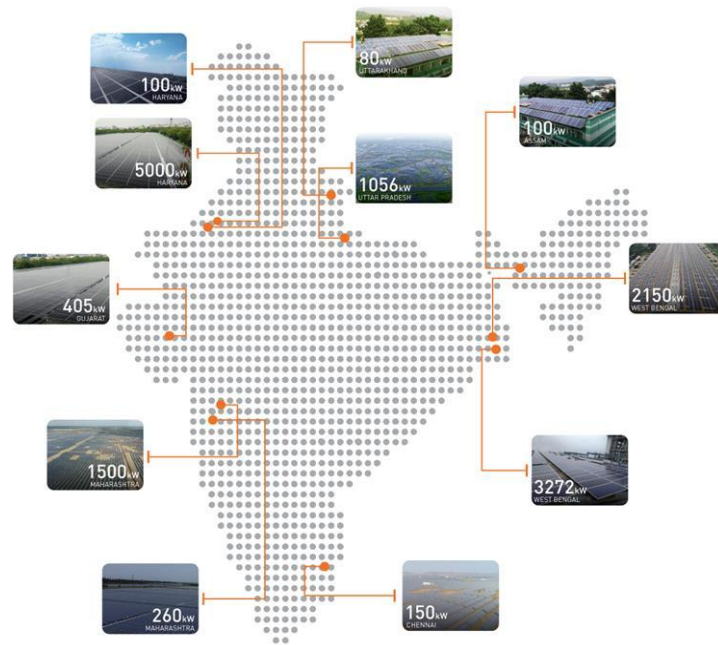 80kW
UTTARAKHAND
100kW
HARYANA
100kW
ASSAM
5000kW
HARYANA
1056kW
UTTAR PRADESH
405kW
GUJARAT
2150kW
WEST BENGAL
1500kW
MAHARASHTRA
3272kW
WEST BENGAL
260kW
MAHARASHTRA
150kW
CHENNAI